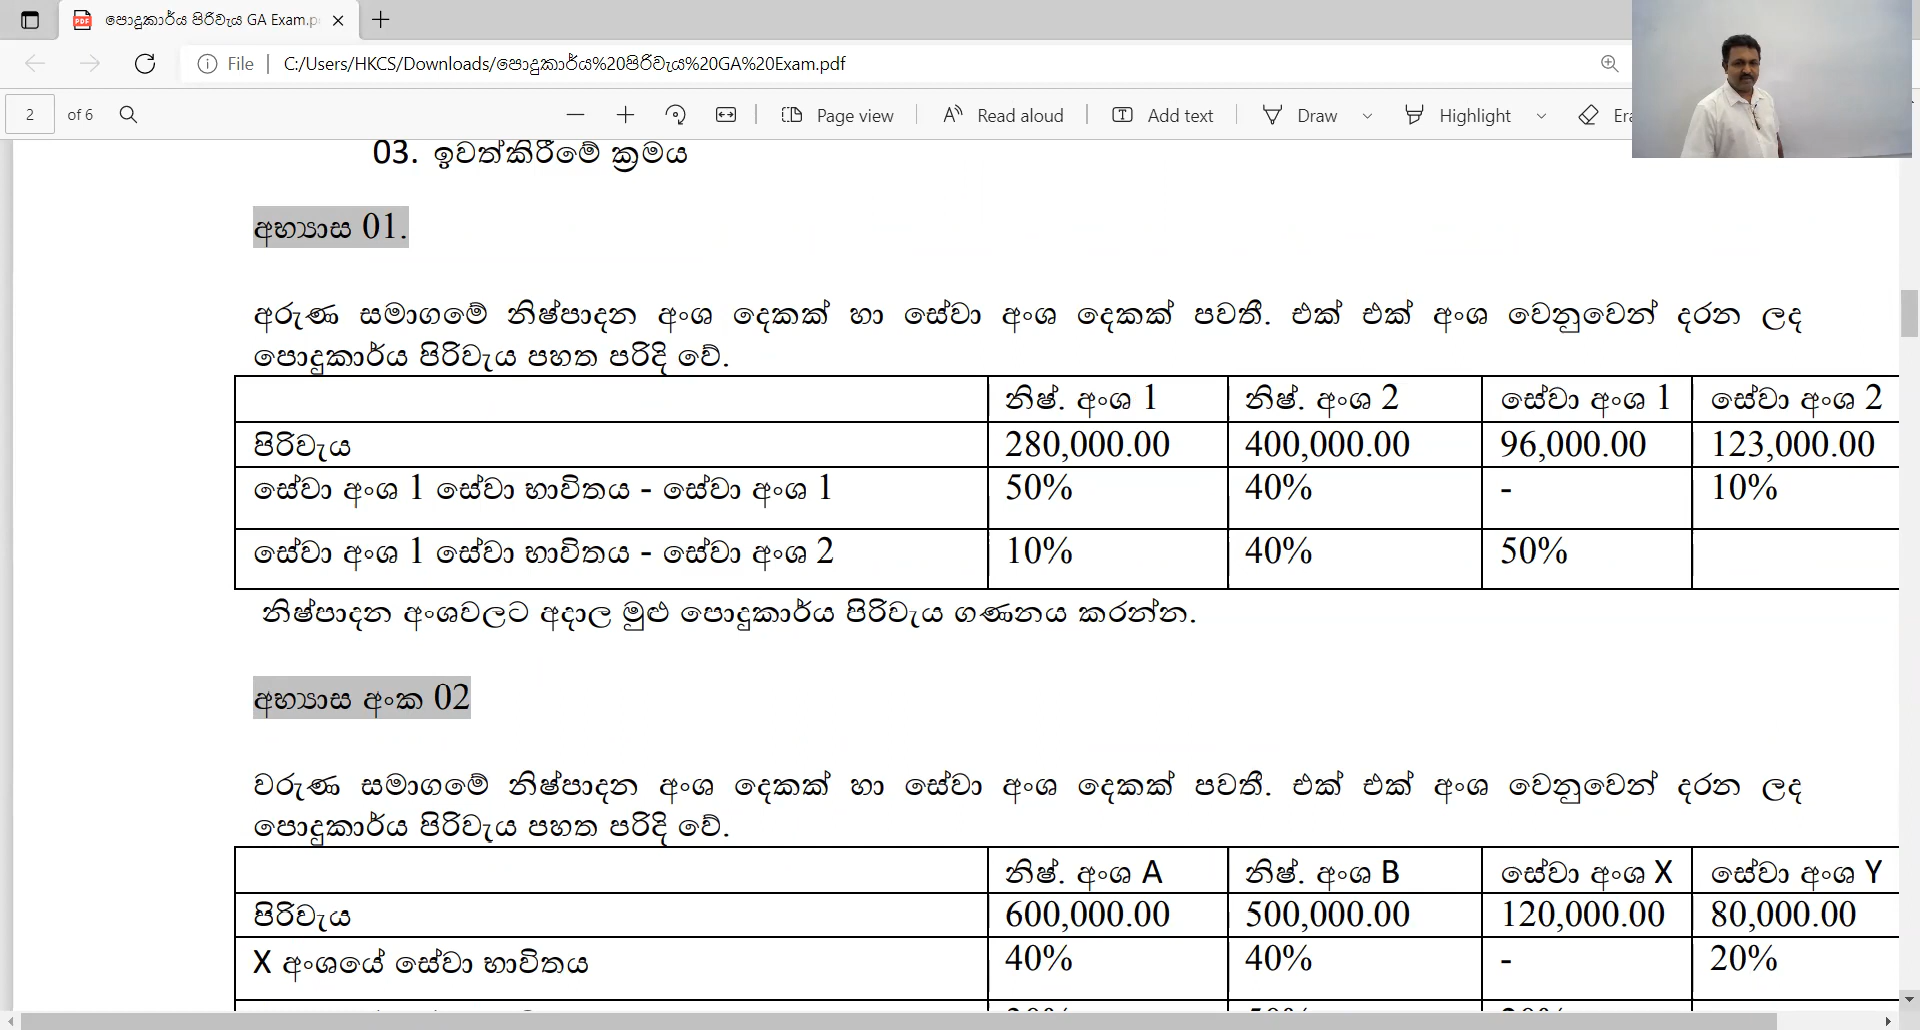 පොදුකාර්ය පිරිවැය GA Exam.p
File C:/Users/HKCS/Downloads/පොදුකාර්ය%20පිරිවැය%20GA%20Exam.pdf
2 of 6 Page view Read aloud Add text Draw Highlight Era
03. ඉවත්කිරීමේ ක්‍රමය
අභ්‍යාස 01.
අරුණ සමාගමේ නිෂ්පාදන අංශ දෙකක් හා සේවා අංශ දෙකක් පවතී. එක් එක් අංශ වෙනුවෙන් දරන ලද
පොදුකාර්ය පිරිවැය පහත පරිදි වේ.
නිෂ්. අංශ 1 නිෂ්. අංශ 2 සේවා අංශ 1 සේවා අංශ 2
පිරිවැය 280,000.00 400,000.00 96,000.00 123,000.00
සේවා අංශ 1 සේවා භාවිතය - සේවා අංශ 1 50% 40% - 10%
සේවා අංශ 1 සේවා භාවිතය - සේවා අංශ 2 10% 40% 50%
නිෂ්පාදන අංශවලට අදාල මුළු පොදුකාර්ය පිරිවැය ගණනය කරන්න.
අභ්‍යාස අංක 02
වරුණ සමාගමේ නිෂ්පාදන අංශ දෙකක් හා සේවා අංශ දෙකක් පවතී. එක් එක් අංශ වෙනුවෙන් දරන ලද
පොදුකාර්ය පිරිවැය පහත පරිදි වේ.
නිෂ්. අංශ A නිෂ්. අංශ B සේවා අංශ X සේවා අංශ Y
පිරිවැය 600,000.00 500,000.00 120,000.00 80,000.00
X අංශයේ සේවා භාවිතය 40% 40% - 20%